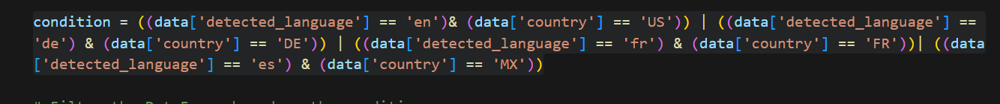 condition = ((data['detected_language'] == 'en')& (data['country'] == 'US')) | ((data['detected_language'] ==
'de') & (data['country'] == 'DE')) | ((data['detected_language'] == 'fr') & (data['country'] == 'FR'))| ((data
['detected_language'] == 'es') & (data['country'] == 'MX'))